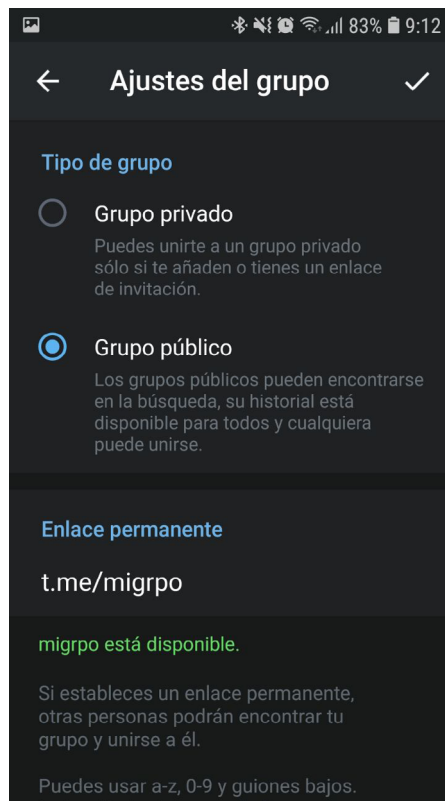 83% 9:12
Ajustes del grupo
Tipo de grupo
Grupo privado
Puedes unirte a un grupo privado
sólo si te añaden o tienes un enlace
de invitación.
Grupo público
Los grupos públicos pueden encontrarse
en la búsqueda, su historial está
disponible para todos y cualquiera
puede unirse.
Enlace permanente
t.me/migrpo
migrpo está disponible.
Si estableces un enlace permanente,
otras personas podrán encontrar tu
grupo y unirse a él.
Puedes usar a-z, 0-9 y guiones bajos.